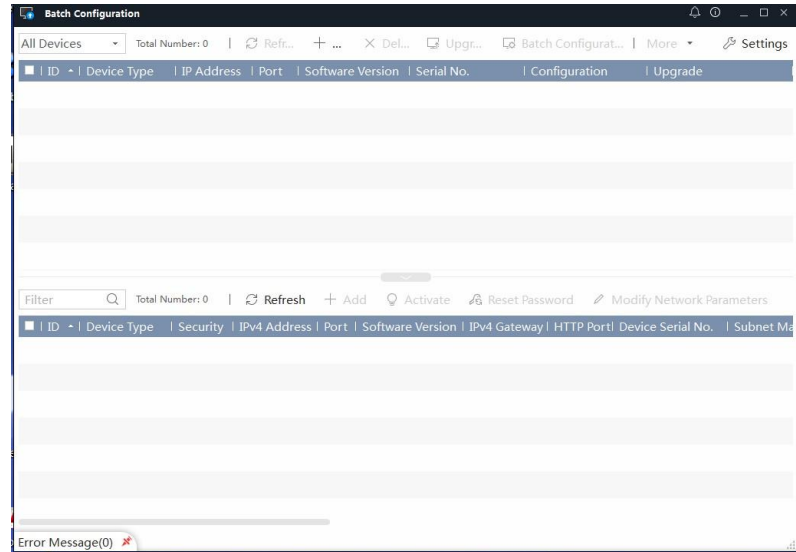 Batch Configuration
All Devices Total Number: 0 | Refr... + ... Del... Upgr... Batch Configurat... | More Settings
ID | Device Type | IP Address | Port | Software Version | Serial No. | Configuration | Upgrade
Filter Total Number: 0 | Refresh + Add Activate Reset Password Modify Network Parameters
ID | Device Type | Security | IPv4 Address | Port | Software Version | IPv4 Gateway | HTTP Port | Device Serial No. | Subnet Ma
Error Message(0)